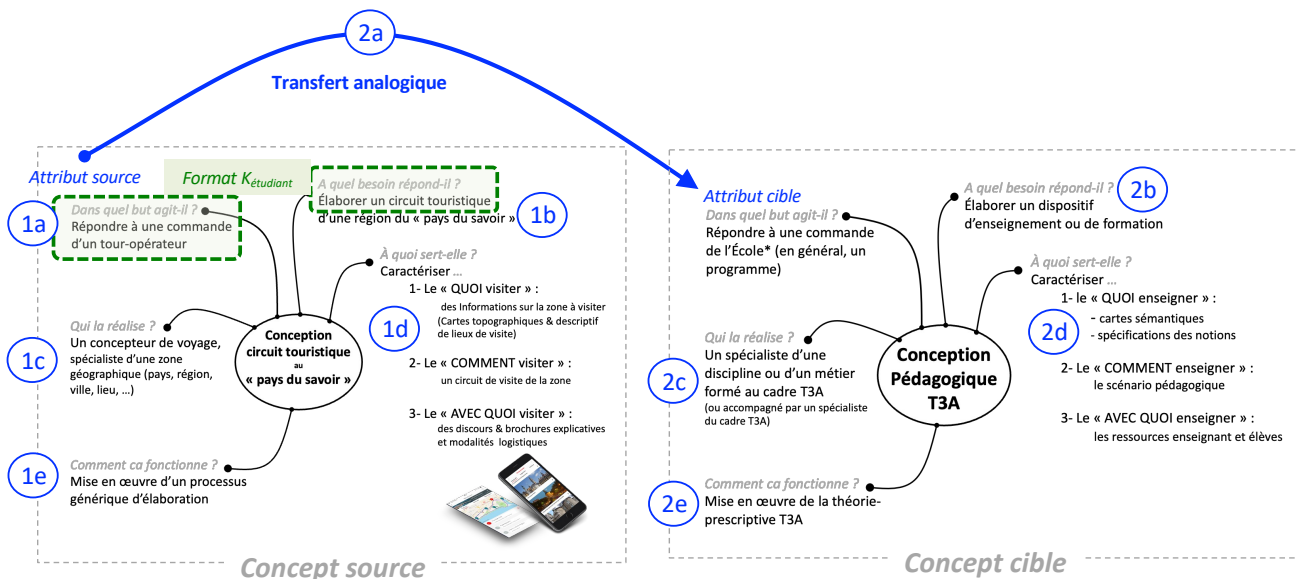 2a
Transfert analogique
Attribut source
Format Kétudiant
A quel besoin répond-il ?
Élaborer un circuit touristique
d'une région du « pays du savoir »
1b
1a
Dans quel but agit-il ?
Répondre à une commande
d'un tour-opérateur
À quoi sert-elle ?
Caractériser ...
1- Le « QUOI visiter » :
des Informations sur la zone à visiter
(Cartes topographiques & descriptif
de lieux de visite)
1d
2- Le « COMMENT visiter » :
un circuit de visite de la zone
3- Le « AVEC QUOI visiter » :
des discours & brochures explicatives
et modalités logistiques
Qui la réalise ?
1c
Un concepteur de voyage,
spécialiste d'une zone
géographique (pays, région,
ville, lieu, ...)
Conception
circuit touristique
au
« pays du savoir »
1e
Comment ca fonctionne ?
Mise en œuvre d'un processus
générique d'élaboration
Concept source
Attribut cible
Dans quel but agit-il ?
Répondre à une commande
de l'École* (en général, un
programme)
A quel besoin répond-il ?
2b
Élaborer un dispositif
d'enseignement ou de formation
À quoi sert-elle ?
Caractériser ...
1- le « QUOI enseigner » :
- cartes sémantiques
- spécifications des notions
2d
2- Le « COMMENT enseigner » :
le scénario pédagogique
3- Le « AVEC QUOI enseigner » :
les ressources enseignant et élèves
Qui la réalise ?
2c
Un spécialiste d'une
discipline ou d'un métier
formé au cadre T3A
(ou accompagné par un spécialiste
du cadre T3A)
Conception
Pédagogique
T3A
2e
Comment ca fonctionne ?
Mise en œuvre de la théorie-
prescriptive T3A
Concept cible